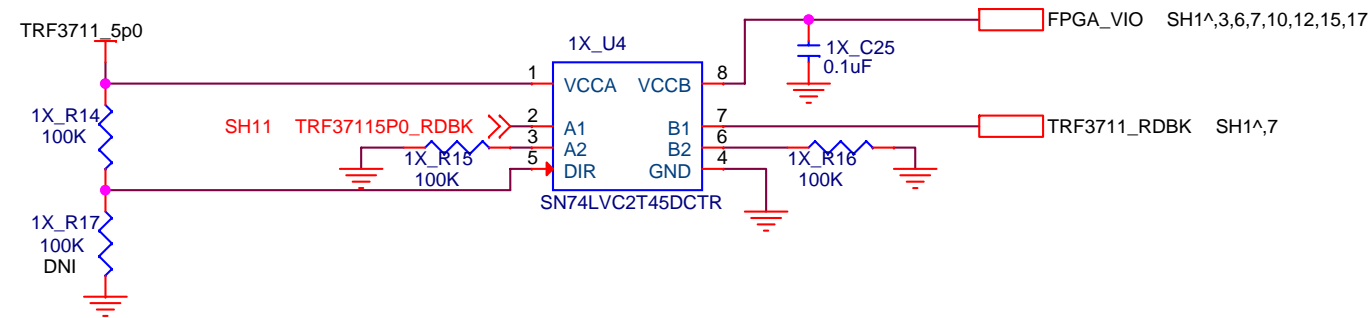 FPGA_VIO SH1^,3,6,7,10,12,15,17
TRF3711_5p0
1X_U4
1X_C25
0.1uF
1 VCCA VCCB 8
1X_R14
100K
SH11 TRF37115P0_RDBK 2 A1 B1 7 TRF3711_RDBK SH1^,7
3 A2 B2 6
1X_R15
100K
1X_R16
100K
5 DIR GND 4
SN74LVC2T45DCTR
1X_R17
100K
DNI